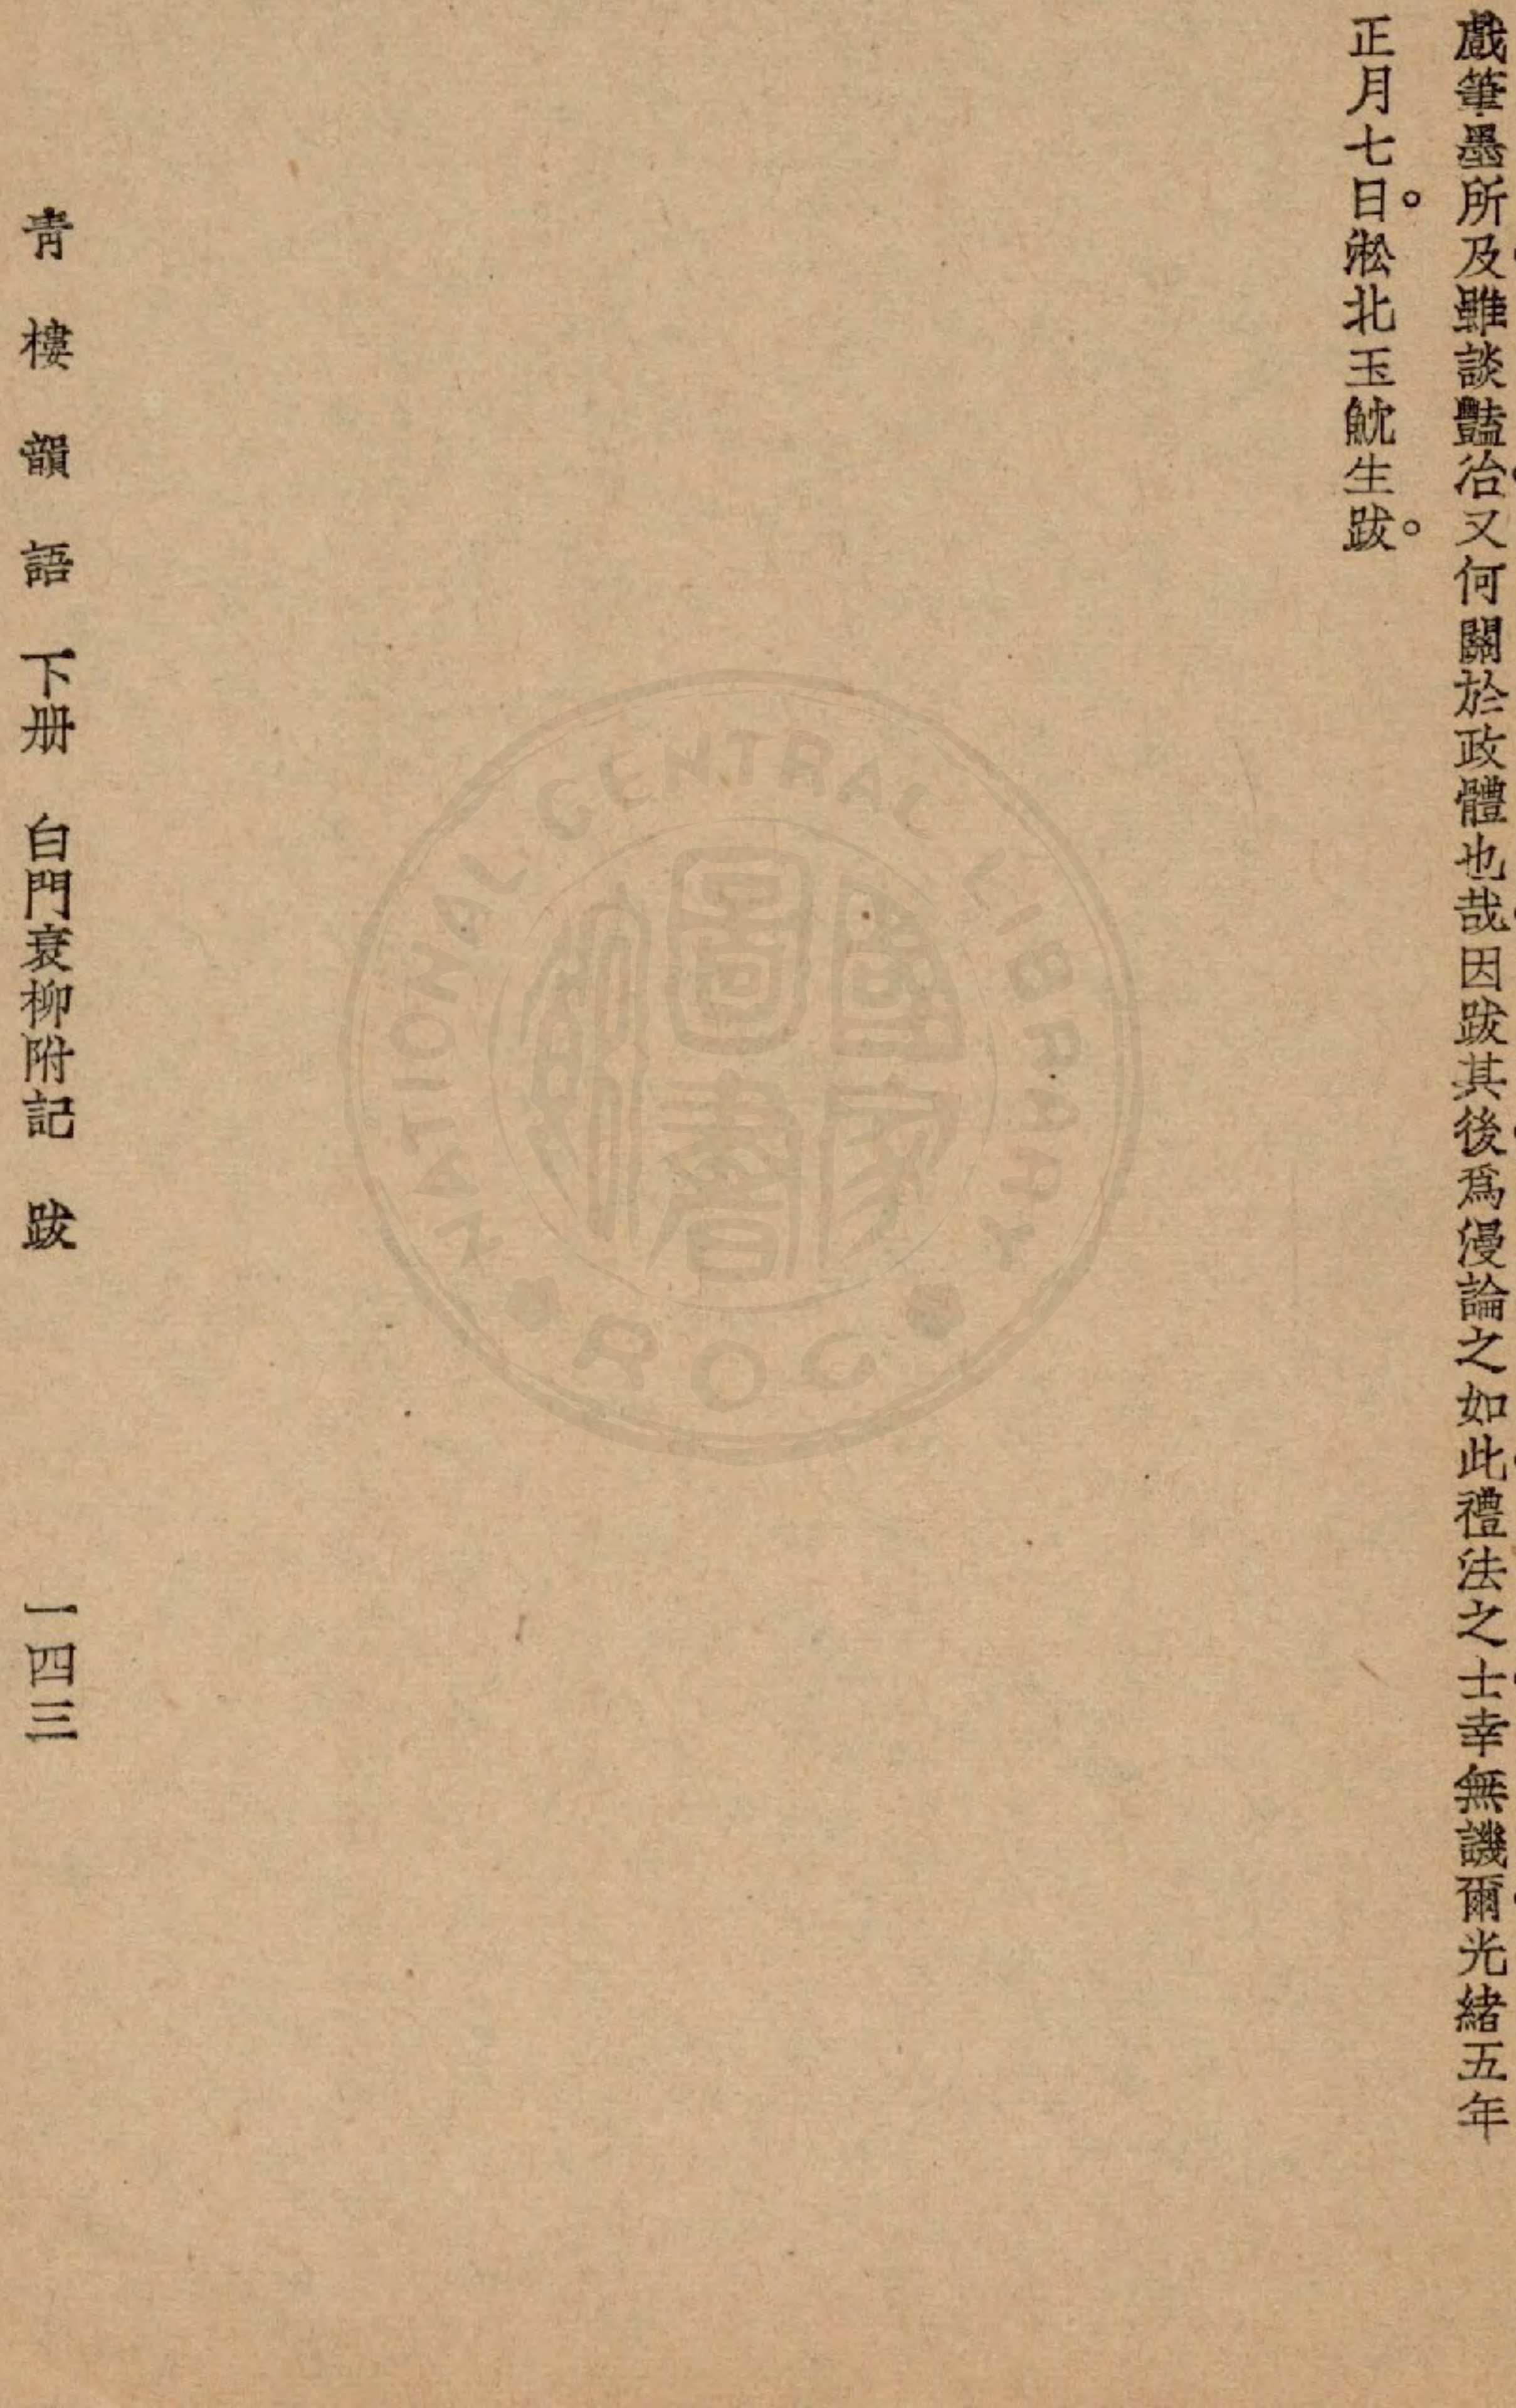 戲筆墨所及。雖談豔冶。又何關於政體也哉。因跋其後。爲漫論之如此。禮法之士。幸無譏爾。光緒五年
正月七日。淞北玉魫生跋。
青樓韻語 下册 白門衰柳附記 跋 一四三
NATIONAL CENTRAL LIBRARY
國家圖書館
ROC